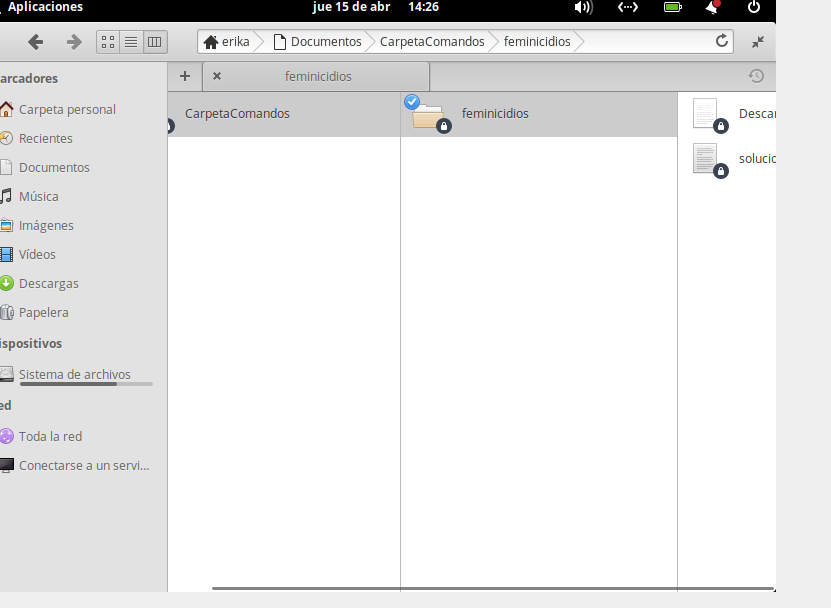 Aplicaciones jue 15 de abr 14:26
erika Documentos CarpetaComandos feminicidios
arcadores
feminicidios
Carpeta personal
Recientes
Documentos
Música
Imágenes
Vídeos
Descargas
Papelera
ispositivos
Sistema de archivos
ed
Toda la red
Conectarse a un servi...
CarpetaComandos
feminicidios
Descar
solucio